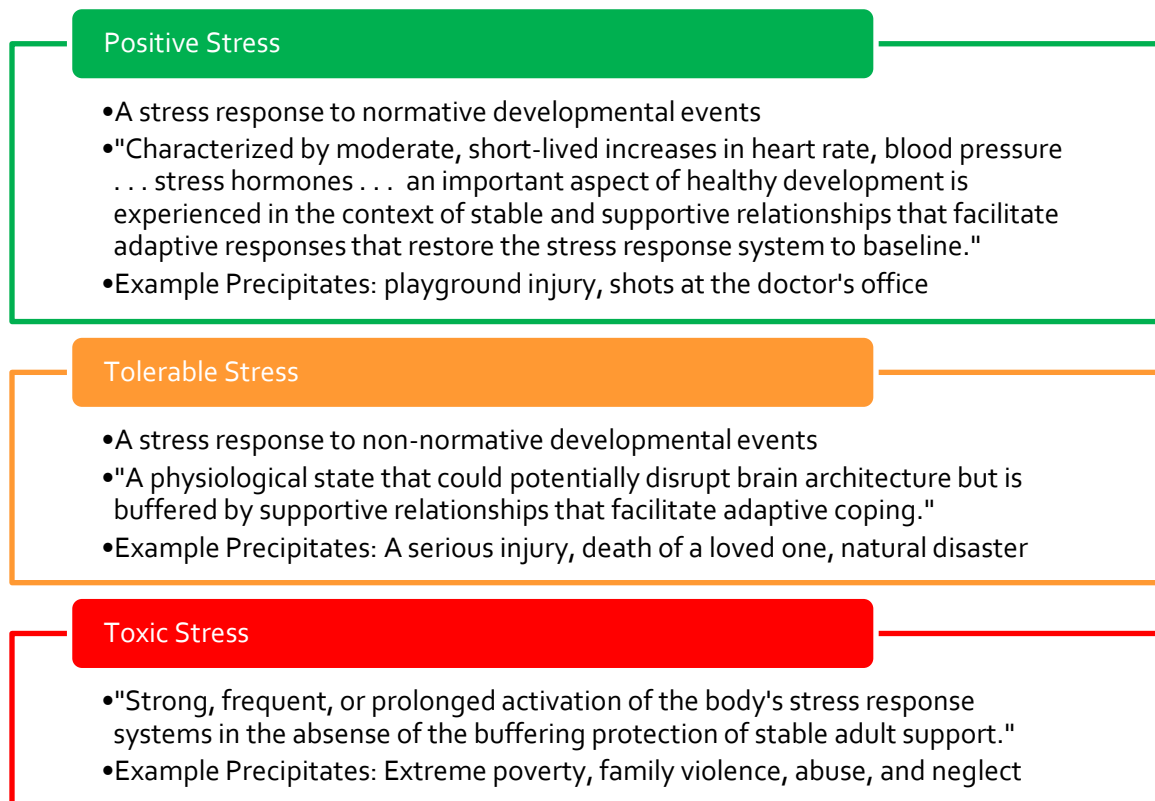 Positive Stress
•A stress response to normative developmental events
•"Characterized by moderate, short-lived increases in heart rate, blood pressure
. . . stress hormones . . . an important aspect of healthy development is
experienced in the context of stable and supportive relationships that facilitate
adaptive responses that restore the stress response system to baseline."
•Example Precipitates: playground injury, shots at the doctor's office
Tolerable Stress
•A stress response to non-normative developmental events
•"A physiological state that could potentially disrupt brain architecture but is
buffered by supportive relationships that facilitate adaptive coping."
•Example Precipitates: A serious injury, death of a loved one, natural disaster
Toxic Stress
•"Strong, frequent, or prolonged activation of the body's stress response
systems in the absence of the buffering protection of stable adult support."
•Example Precipitates: Extreme poverty, family violence, abuse, and neglect